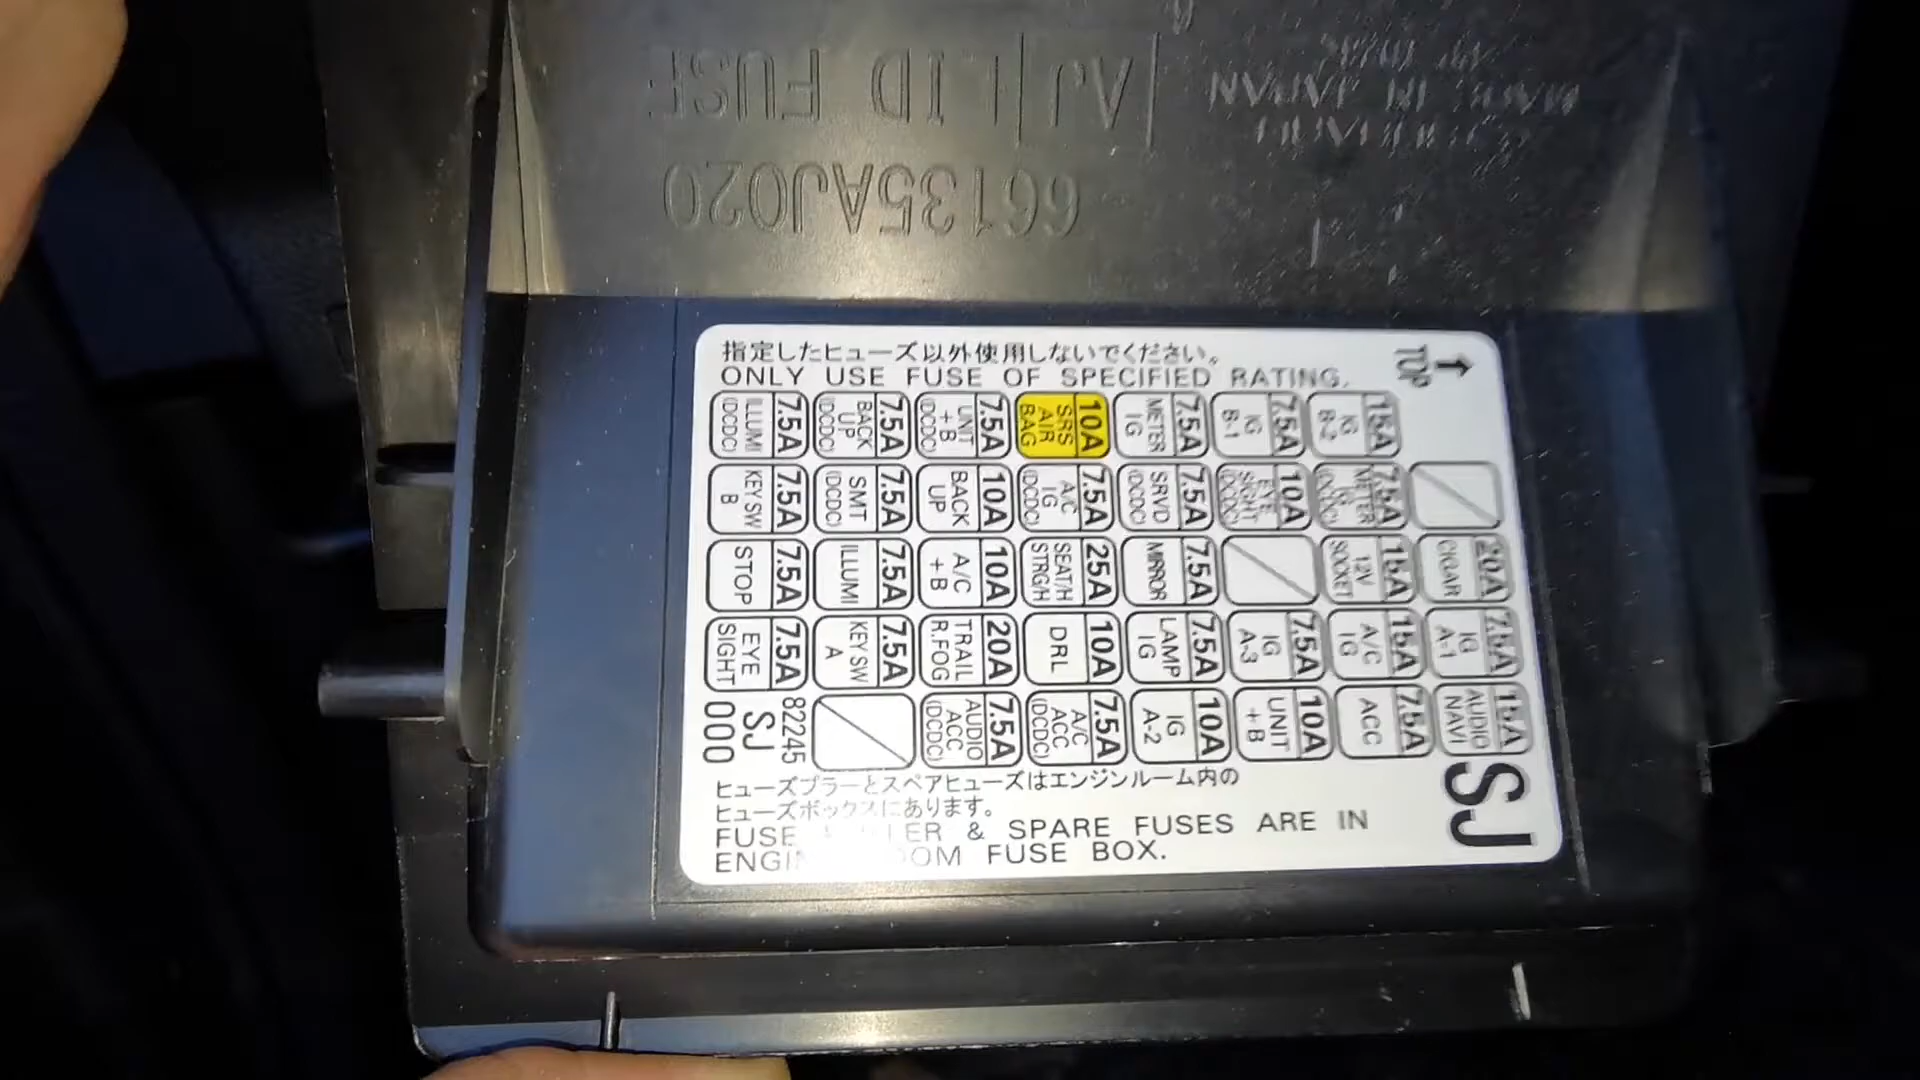 66135AJ020
AJ LID FUSE
MADE IN JAPAN
指定したヒューズ以外使用しないでください。
ONLY USE FUSE OF SPECIFIED RATING.
TOP
7.5A ILLUMI (DCDC)
7.5A BACK UP (DCDC)
7.5A UNIT +B (DCDC)
10A SRS AIR BAG
7.5A METER IG
7.5A IG B-1
15A IG B-2
7.5A KEY SW B
7.5A SMT (DCDC)
10A BACK UP
7.5A A/C IG (DCDC)
7.5A SRVD (DCDC)
10A EYE SIGHT (DCDC)
7.5A METER (DCDC)
7.5A STOP
7.5A ILLUMI
10A A/C +B
25A SEAT/H STRG/H
7.5A MIRROR
15A 12V SOCKET
20A CIGAR
7.5A EYE SIGHT
7.5A KEY SW A
20A TRAIL R.FOG
10A DRL
7.5A LAMP IG
7.5A IG A-3
15A A/C IG
7.5A IG A-1
82245 SJ 000
7.5A AUDIO ACC (DCDC)
7.5A A/C ACC (DCDC)
10A IG A-2
10A UNIT +B
7.5A ACC
15A AUDIO NAVI
SJ
ヒューズプラーとスペアヒューズはエンジンルーム内の
ヒューズボックスにあります。
FUSE & SPARE FUSES ARE IN
FUSE BOX.